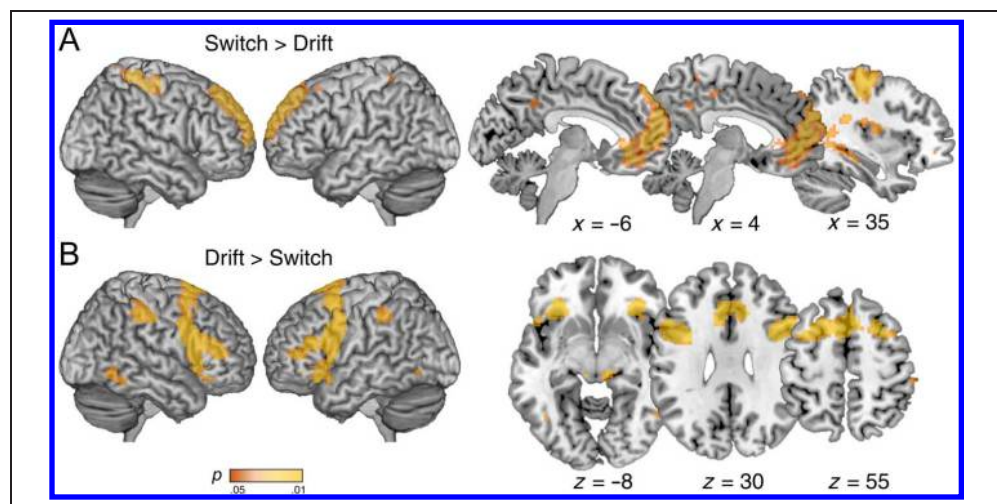 A
Switch > Drift
x = –6
x = 4
x = 35
B
Drift > Switch
p
.05
.01
z = –8
z = 30
z = 55